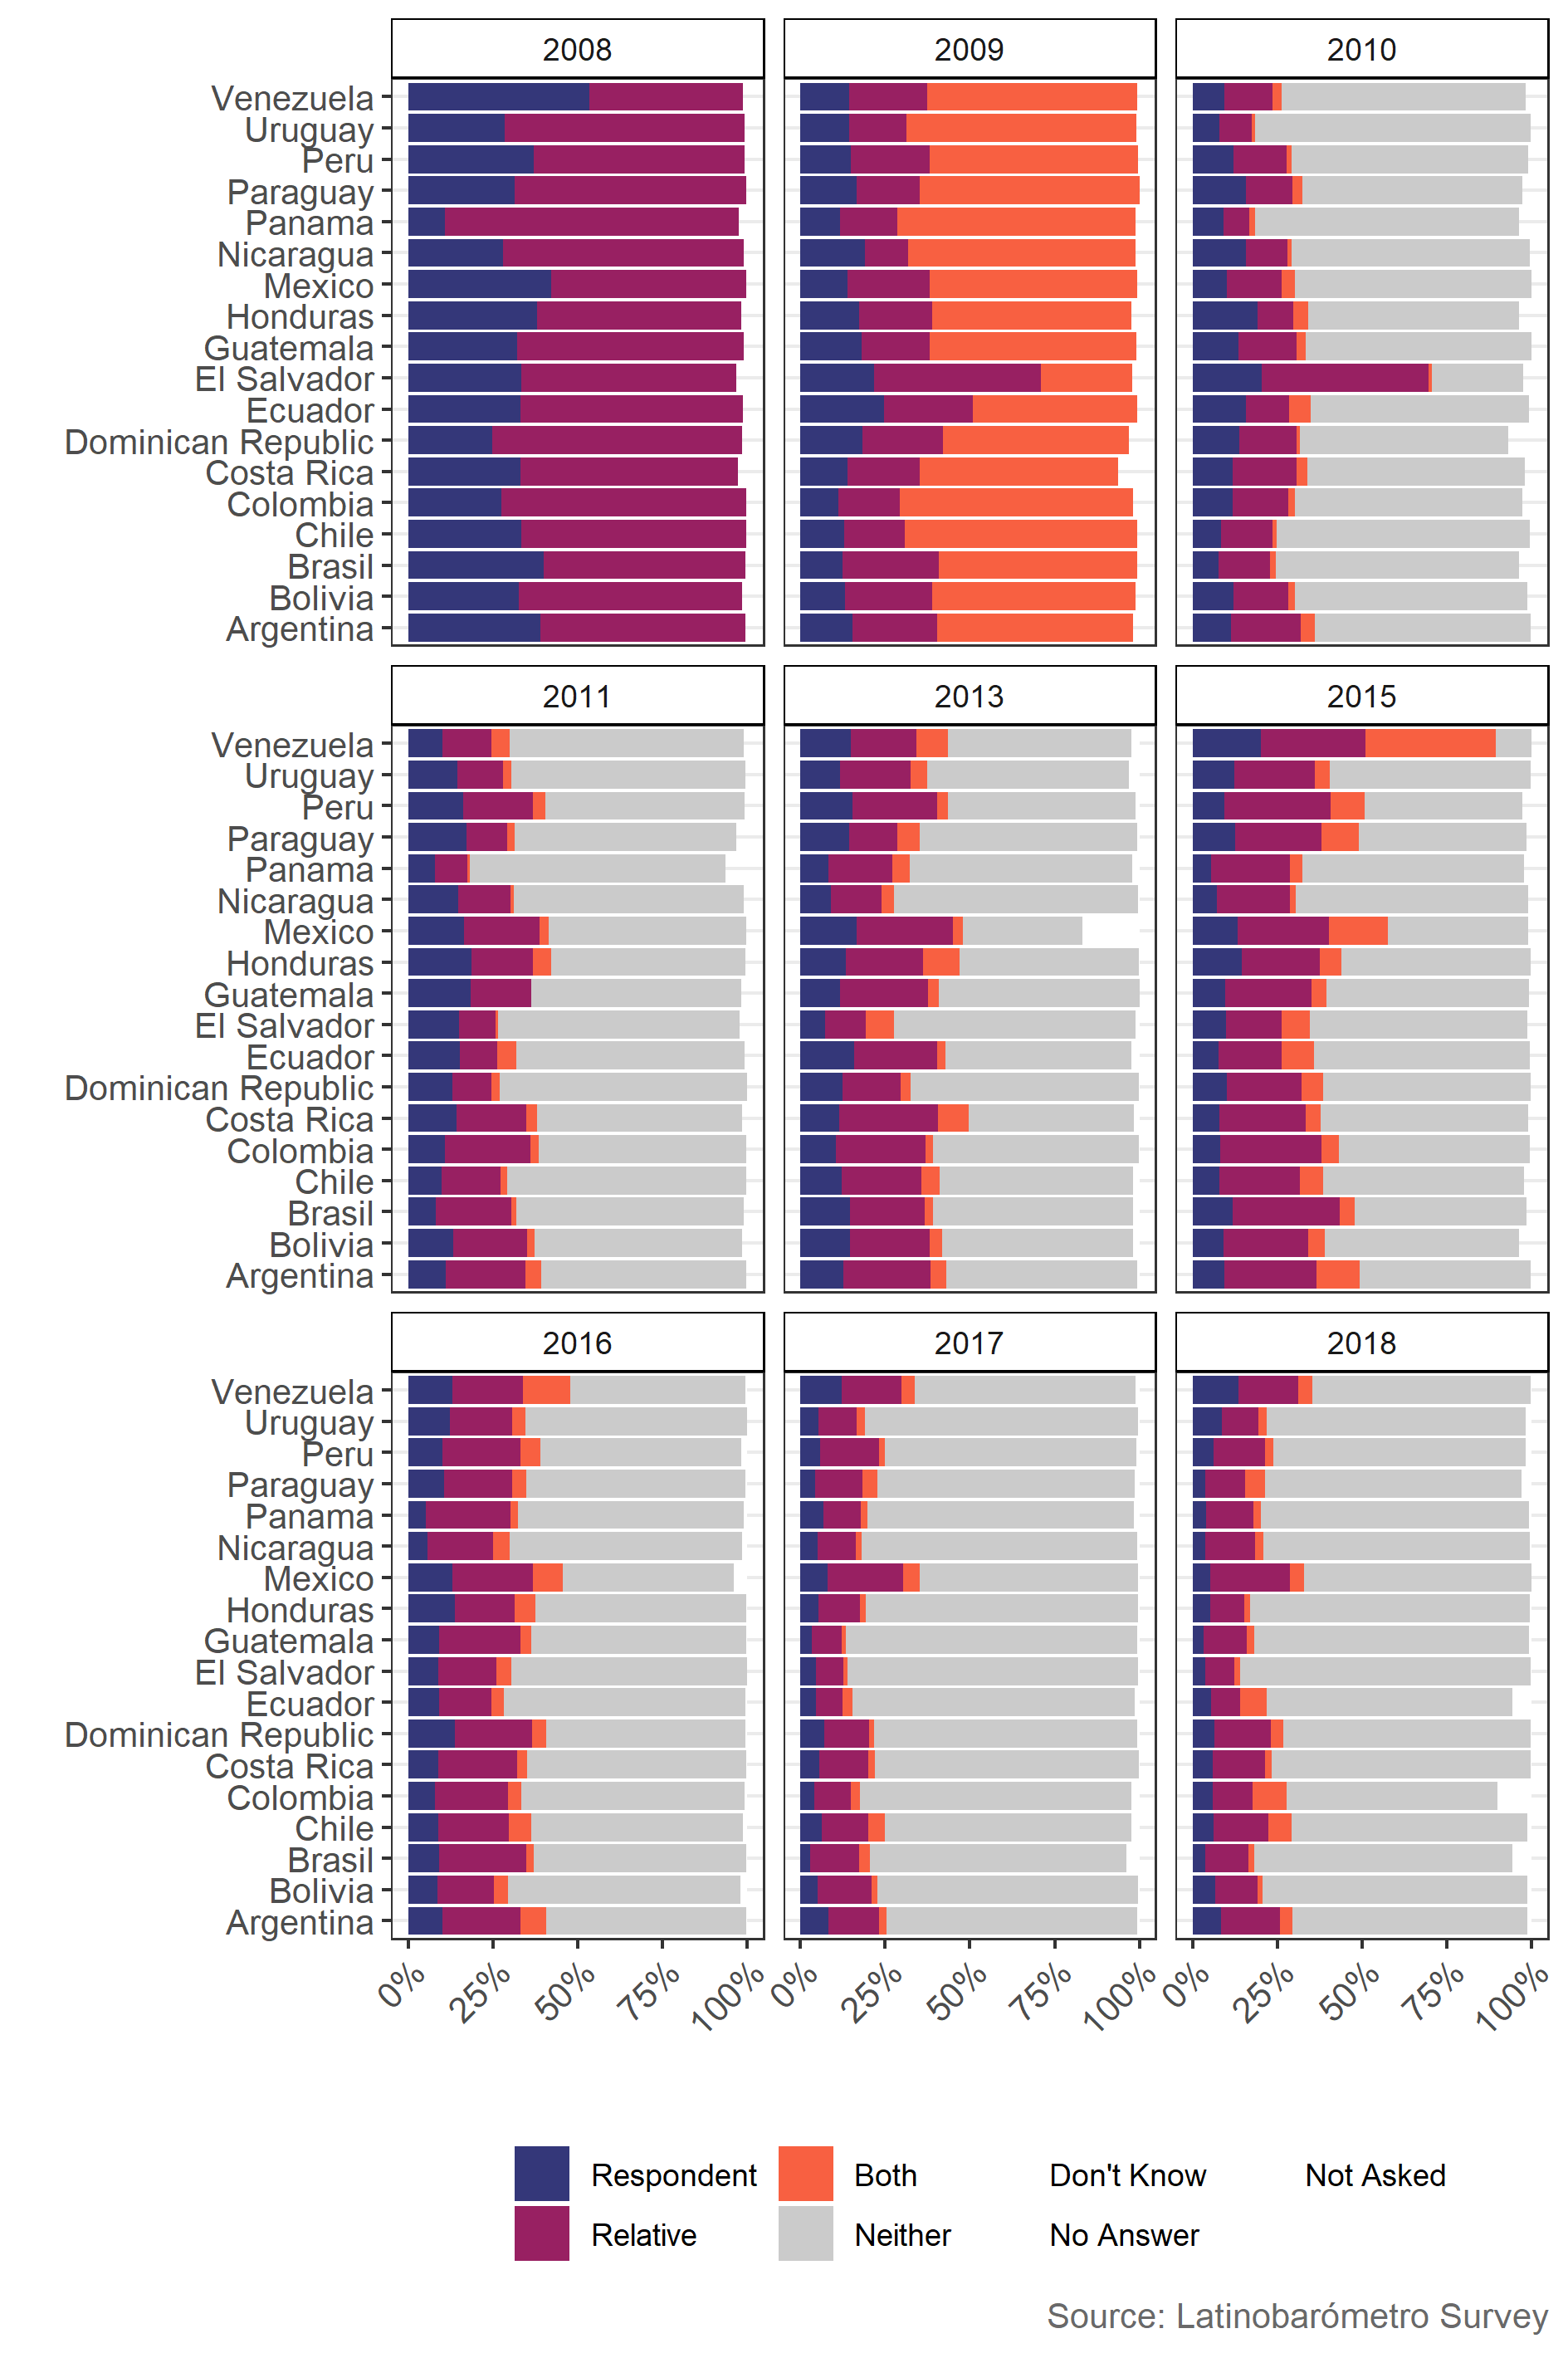 2008 2009 2010
Venezuela
Uruguay
Peru
Paraguay
Panama
Nicaragua
Mexico
Honduras
Guatemala
El Salvador
Ecuador
Dominican Republic
Costa Rica
Colombia
Chile
Brasil
Bolivia
Argentina
2011 2013 2015
Venezuela
Uruguay
Peru
Paraguay
Panama
Nicaragua
Mexico
Honduras
Guatemala
El Salvador
Ecuador
Dominican Republic
Costa Rica
Colombia
Chile
Brasil
Bolivia
Argentina
2016 2017 2018
Venezuela
Uruguay
Peru
Paraguay
Panama
Nicaragua
Mexico
Honduras
Guatemala
El Salvador
Ecuador
Dominican Republic
Costa Rica
Colombia
Chile
Brasil
Bolivia
Argentina
0% 25% 50% 75% 100% 0% 25% 50% 75% 100% 0% 25% 50% 75% 100%
Respondent Both Don't Know Not Asked
Relative Neither No Answer
Source: Latinobarómetro Survey